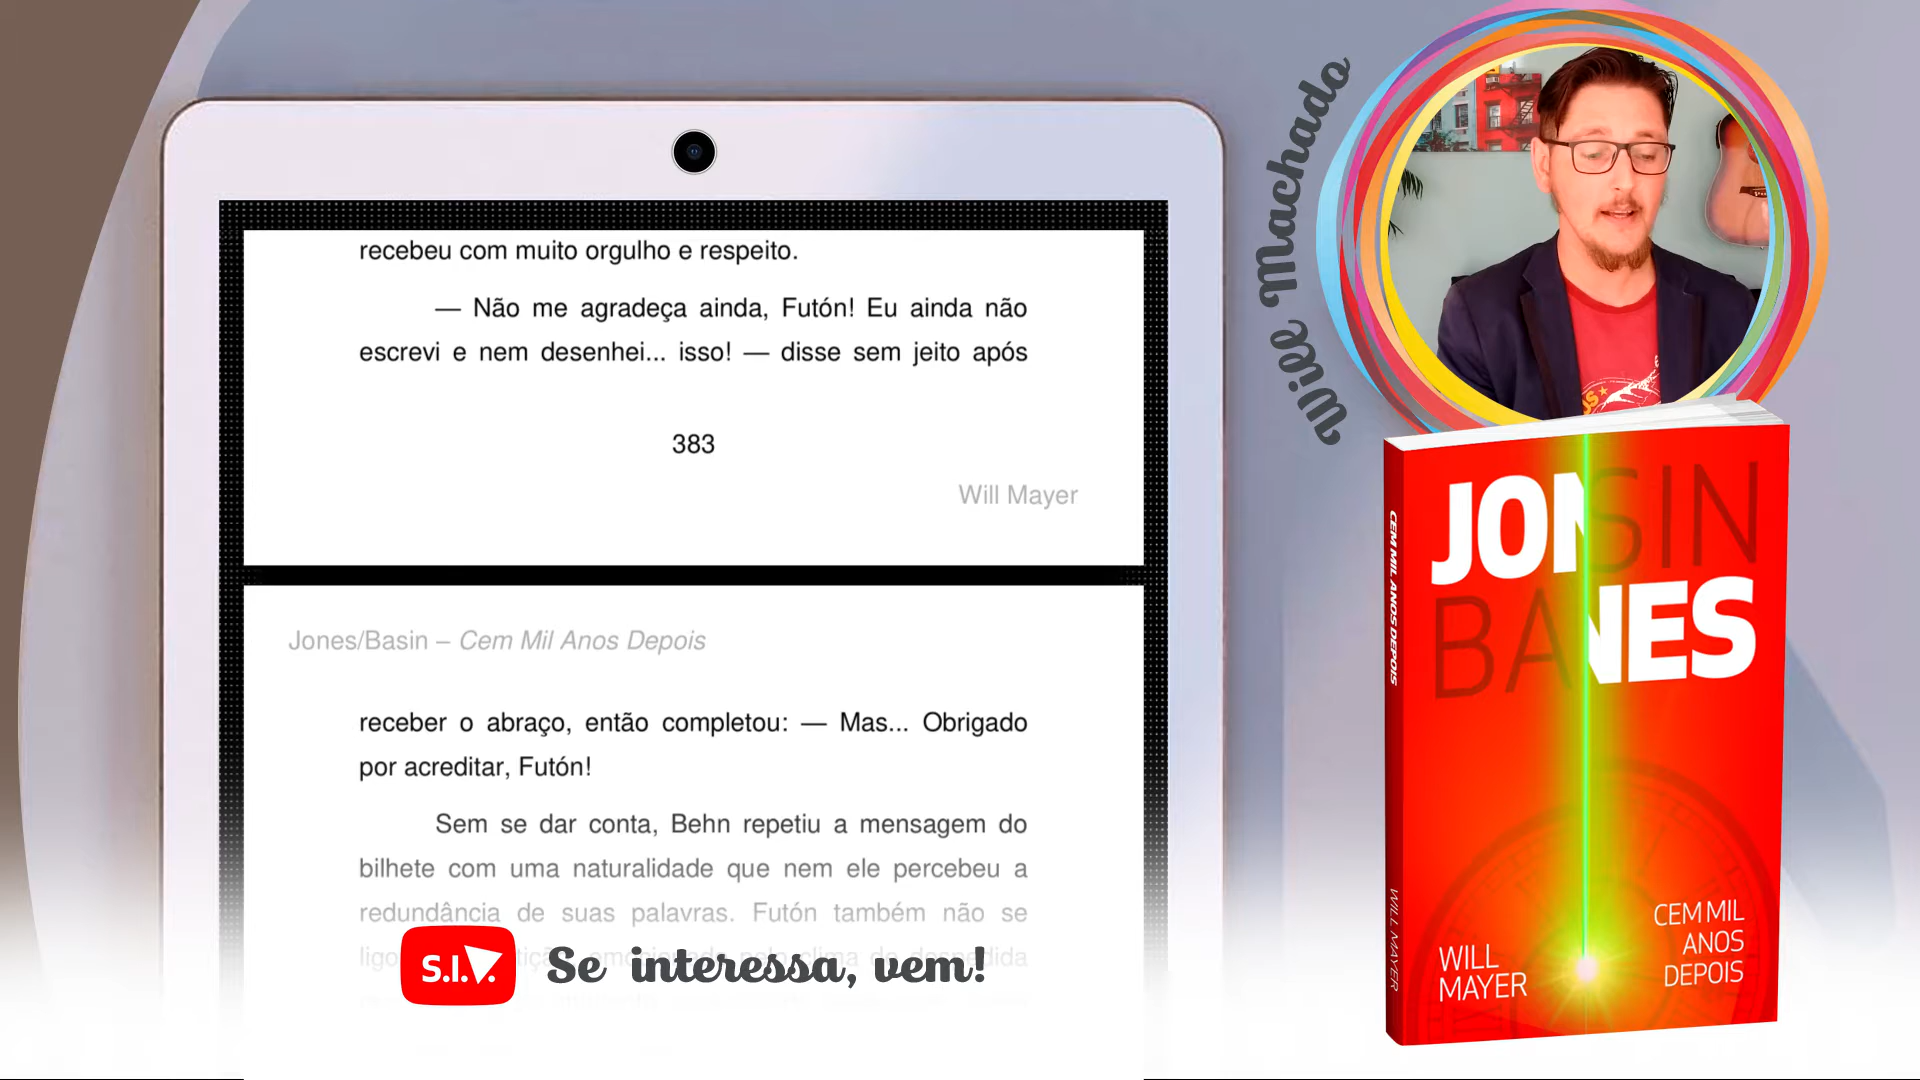 recebeu com muito orgulho e respeito.
— Não me agradeça ainda, Futón! Eu ainda não
escrevi e nem desenhei... isso! — disse sem jeito após
383
Will Mayer
Jones/Basin – Cem Mil Anos Depois
receber o abraço, então completou: — Mas... Obrigado
por acreditar, Futón!
Sem se dar conta, Behn repetiu a mensagem do
bilhete com uma naturalidade que nem ele percebeu a
redundância de suas palavras. Futón também não se
S.I.V.
Se interessa, vem!
Will Machado
JONSIN
BANES
CEM MIL
ANOS
DEPOIS
WILL
MAYER
CEM MIL ANOS DEPOIS
WILL MAYER